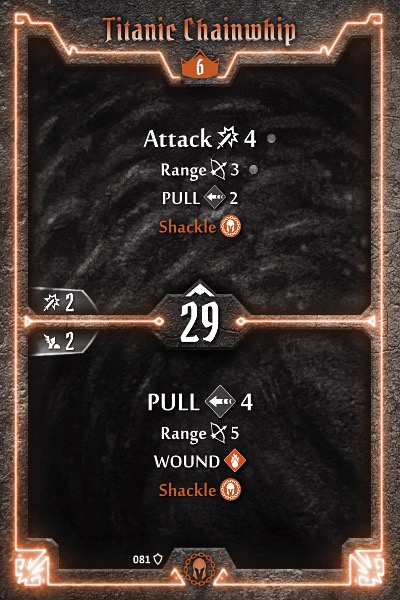 Titanic Chainwhip
6
Attack 4
Range 3
PULL 2
Shackle
2
29
2
PULL 4
Range 5
WOUND
Shackle
081